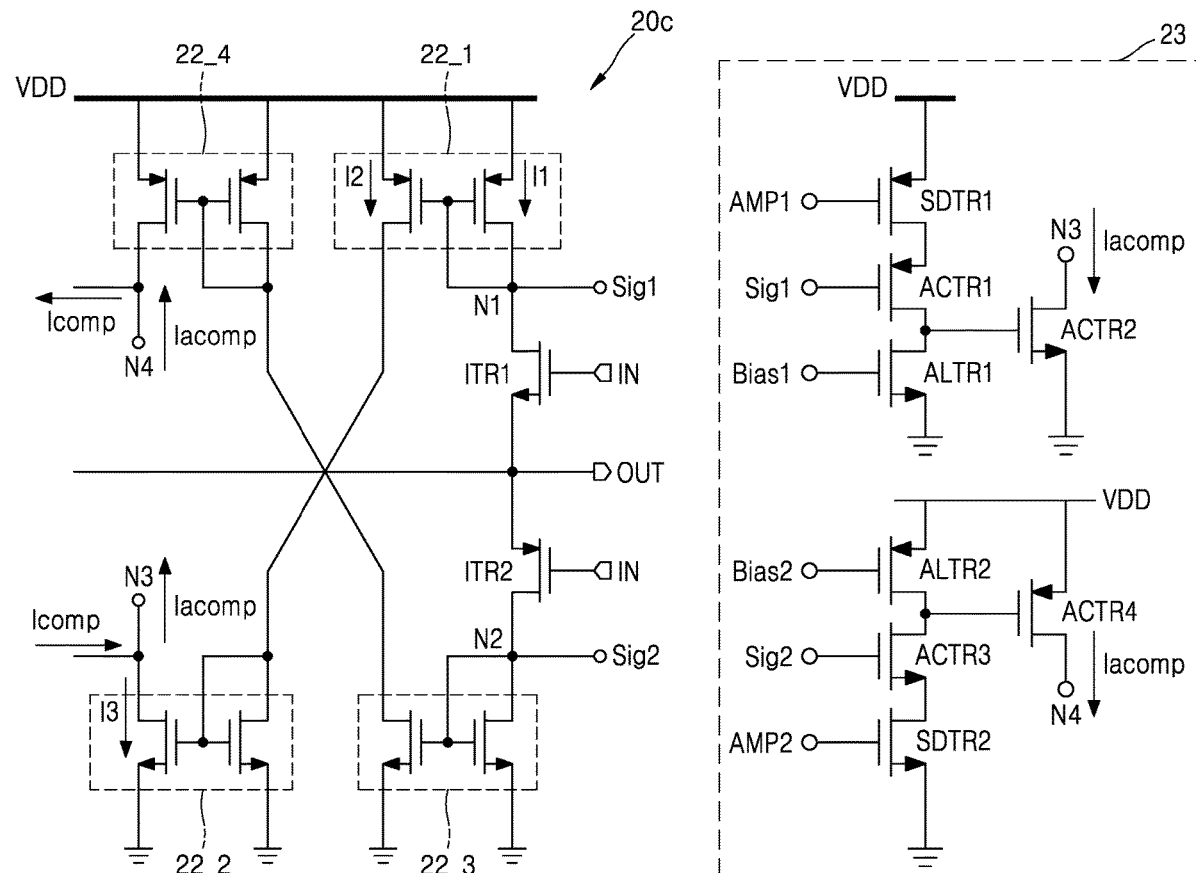 20c
23
22_4
22_1
VDD
VDD
I2
I1
AMP1
SDTR1
N3
Iacomp
Sig1
N1
Sig1
ACTR1
Icomp
Iacomp
N4
ACTR2
ITR1
IN
Bias1
ALTR1
OUT
VDD
ITR2
IN
Bias2
ALTR2
N3
Iacomp
Icomp
ACTR4
N2
Sig2
Sig2
ACTR3
Iacomp
I3
N4
AMP2
SDTR2
22_2
22_3